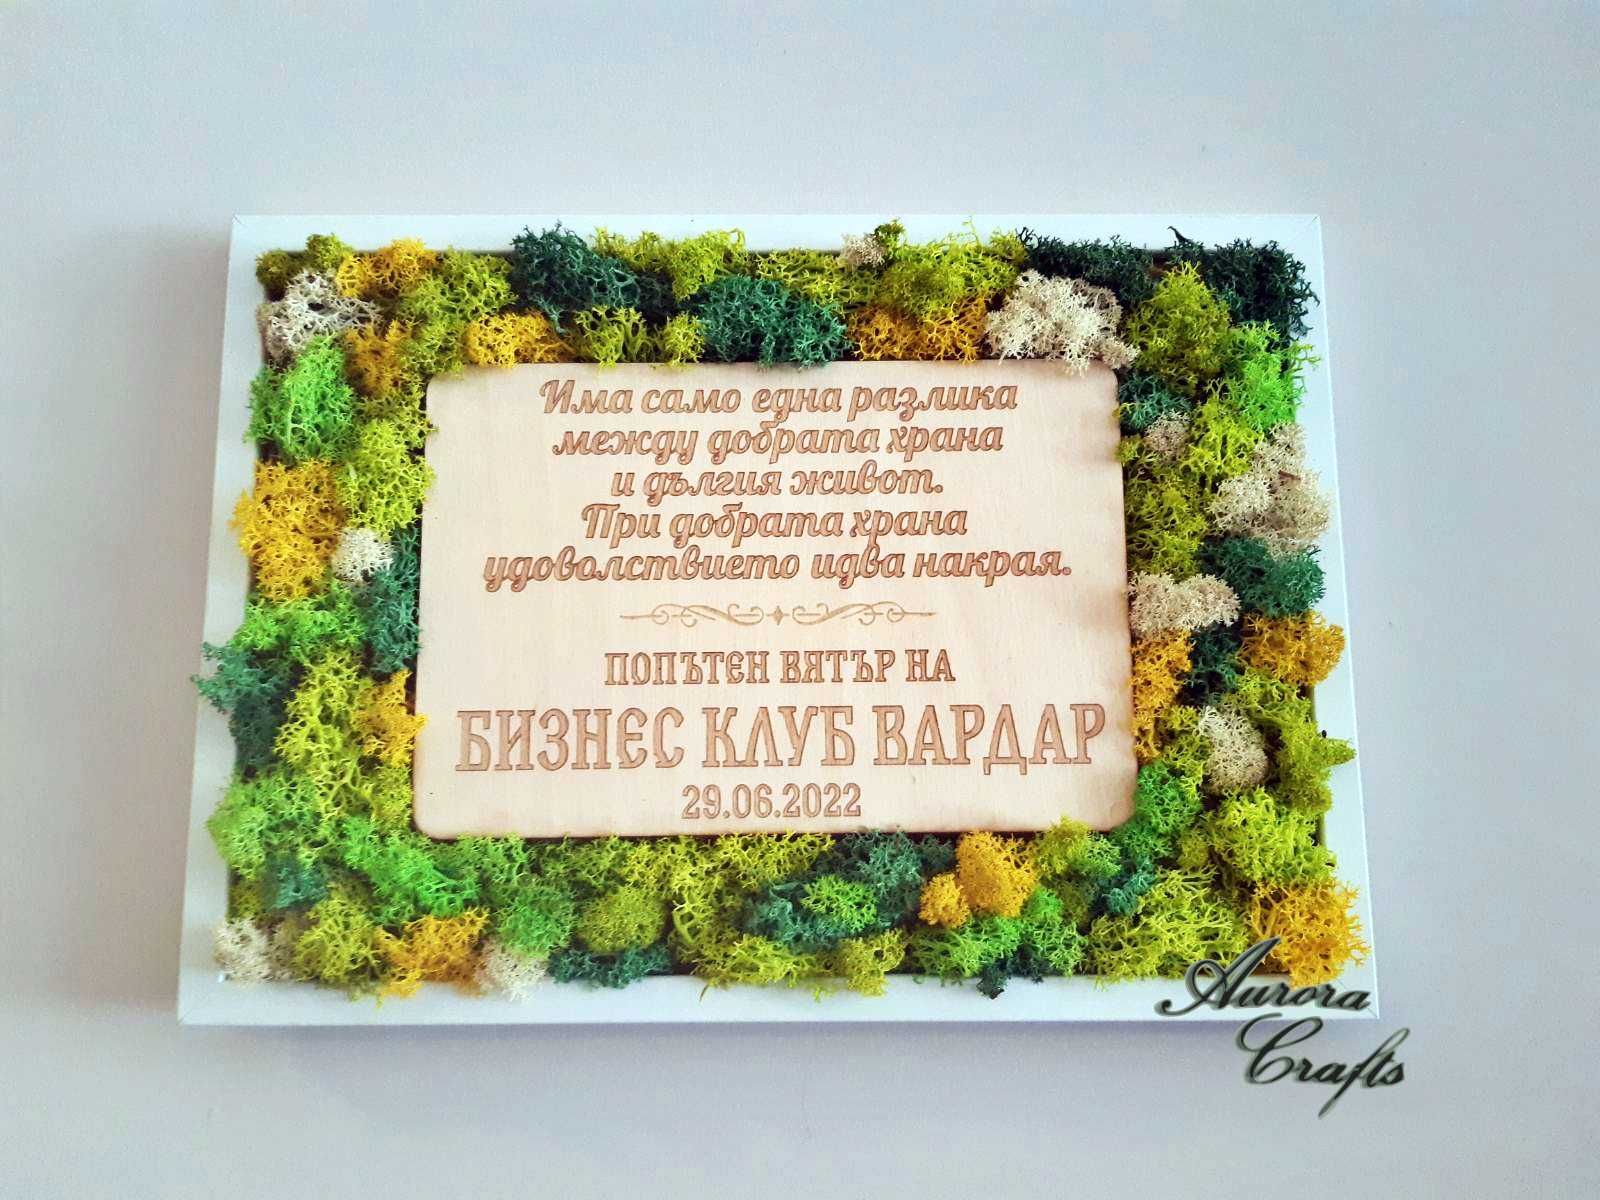 Има само една разлика
между добрата храна
и дългия живот.
При добрата храна
удоволствието идва накрая.
ПОПЪТЕН ВЯТЪР НА
БИЗНЕС КЛУБ ВАРДАР
29.06.2022
Aurora
Crafts